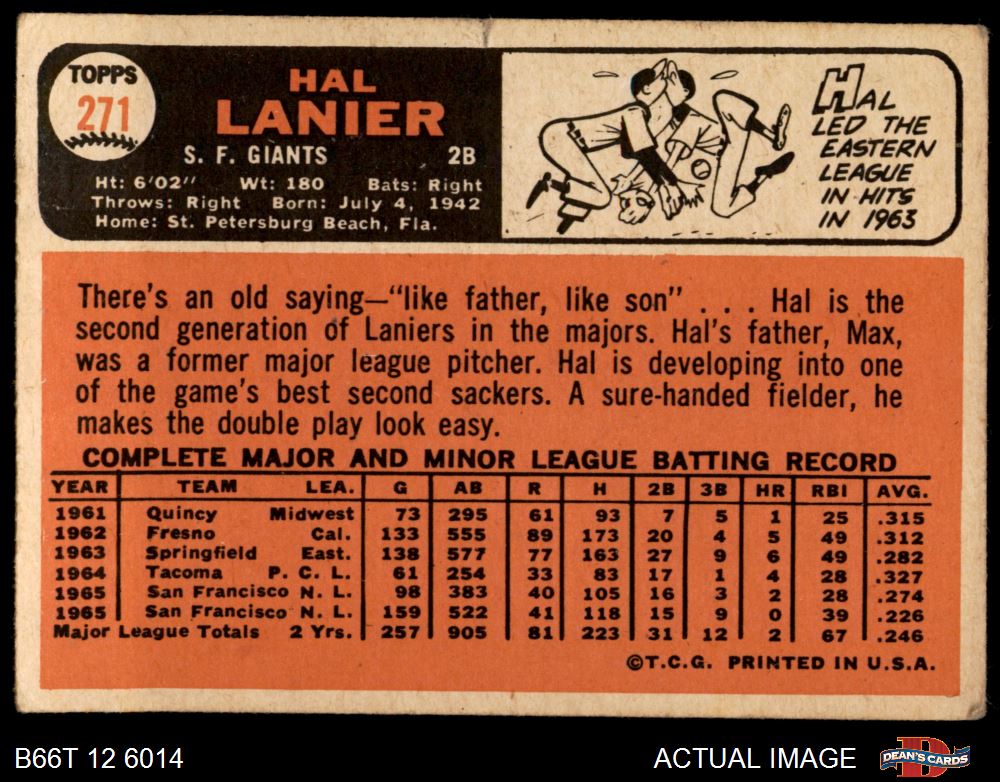 TOPPS
271
HAL
LANIER
S. F. GIANTS 2B
Ht: 6'02" Wt: 180 Bats: Right
Throws: Right Born: July 4, 1942
Home: St. Petersburg Beach, Fla.
HAL
LED THE
EASTERN
LEAGUE
IN HITS
IN 1963
There's an old saying—"like father, like son" . . . Hal is the
second generation of Laniers in the majors. Hal's father, Max,
was a former major league pitcher. Hal is developing into one
of the game's best second sackers. A sure-handed fielder, he
makes the double play look easy.
COMPLETE MAJOR AND MINOR LEAGUE BATTING RECORD
YEAR TEAM LEA. G AB R H 2B 3B HR RBI AVG.
1961 Quincy Midwest 73 295 61 93 7 5 1 25 .315
1962 Fresno Cal. 133 555 89 173 20 4 5 49 .312
1963 Springfield East. 138 577 77 163 27 9 6 49 .282
1964 Tacoma P. C. L. 61 254 33 83 17 1 4 28 .327
1965 San Francisco N. L. 98 383 40 105 16 3 2 28 .274
1965 San Francisco N. L. 159 522 41 118 15 9 0 39 .226
Major League Totals 2 Yrs. 257 905 81 223 31 12 2 67 .246
©T.C.G. PRINTED IN U.S.A.
B66T 12 6014 ACTUAL IMAGE DEAN'S CARDS